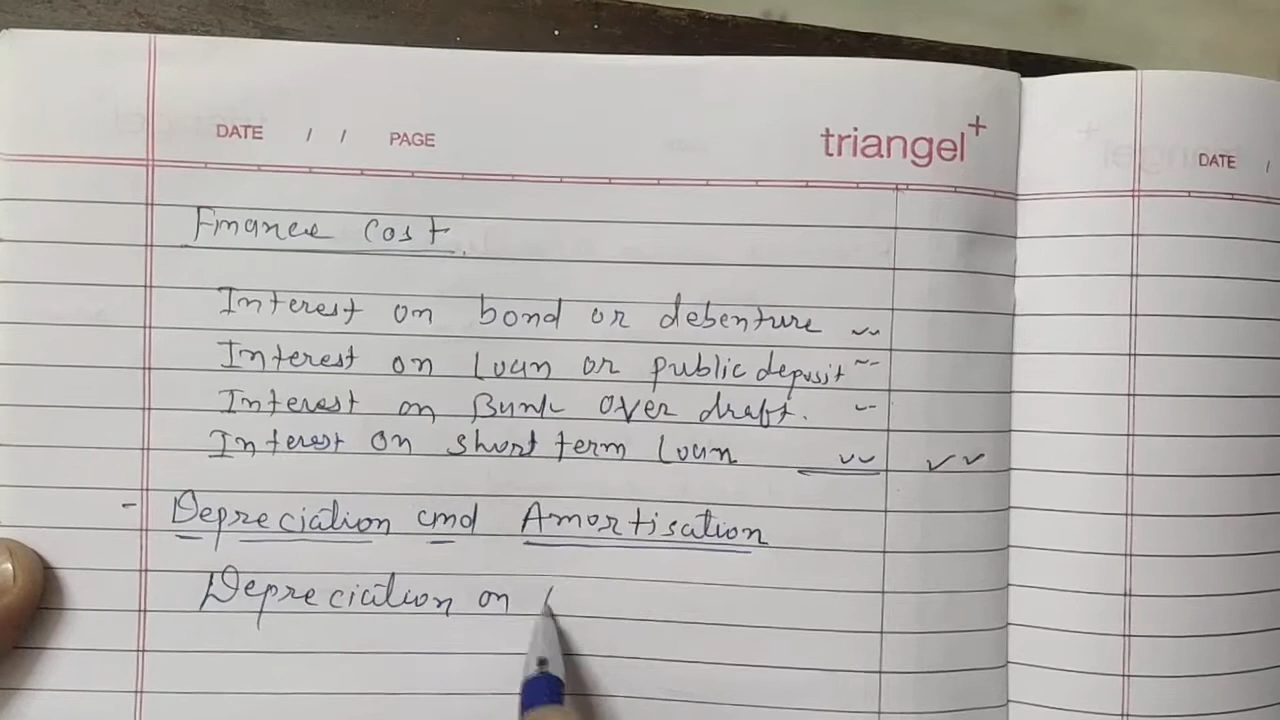 DATE / / PAGE
triangel+
DATE /
Finance Cost.
Interest on bond or debenture
Interest on Loan or public deposit
Interest on Bank over draft.
Interest on short term Loan
- Depreciation and Amortisation
Depreciation on